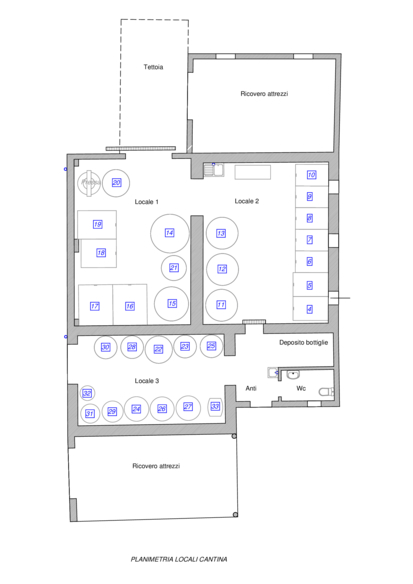 Tettoia
Ricovero attrezzi
Pressa
20
10
9
8
7
6
5
4
Locale 1
Locale 2
19
18
14
13
21
12
17
16
15
11
30
28
22
23
25
Deposito bottiglie
Locale 3
Anti
Wc
32
31
29
24
26
27
33
Ricovero attrezzi
PLANIMETRIA LOCALI CANTINA